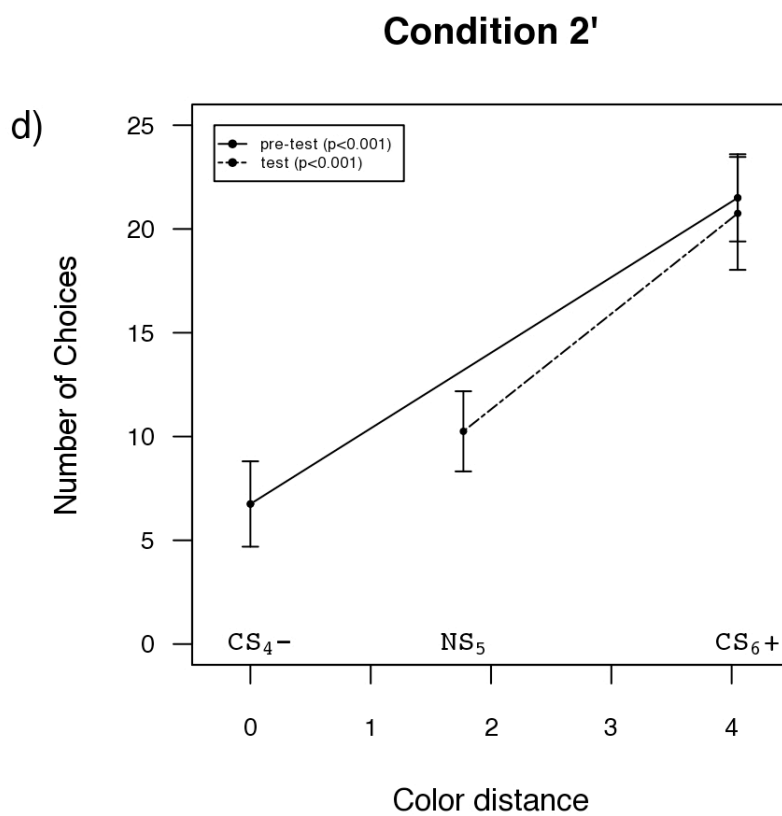 Condition 2'
d)
pre-test (p<0.001)
test (p<0.001)
Number of Choices
25
20
15
10
5
0
CS₄− NS₅ CS₆+
0 1 2 3 4
Color distance